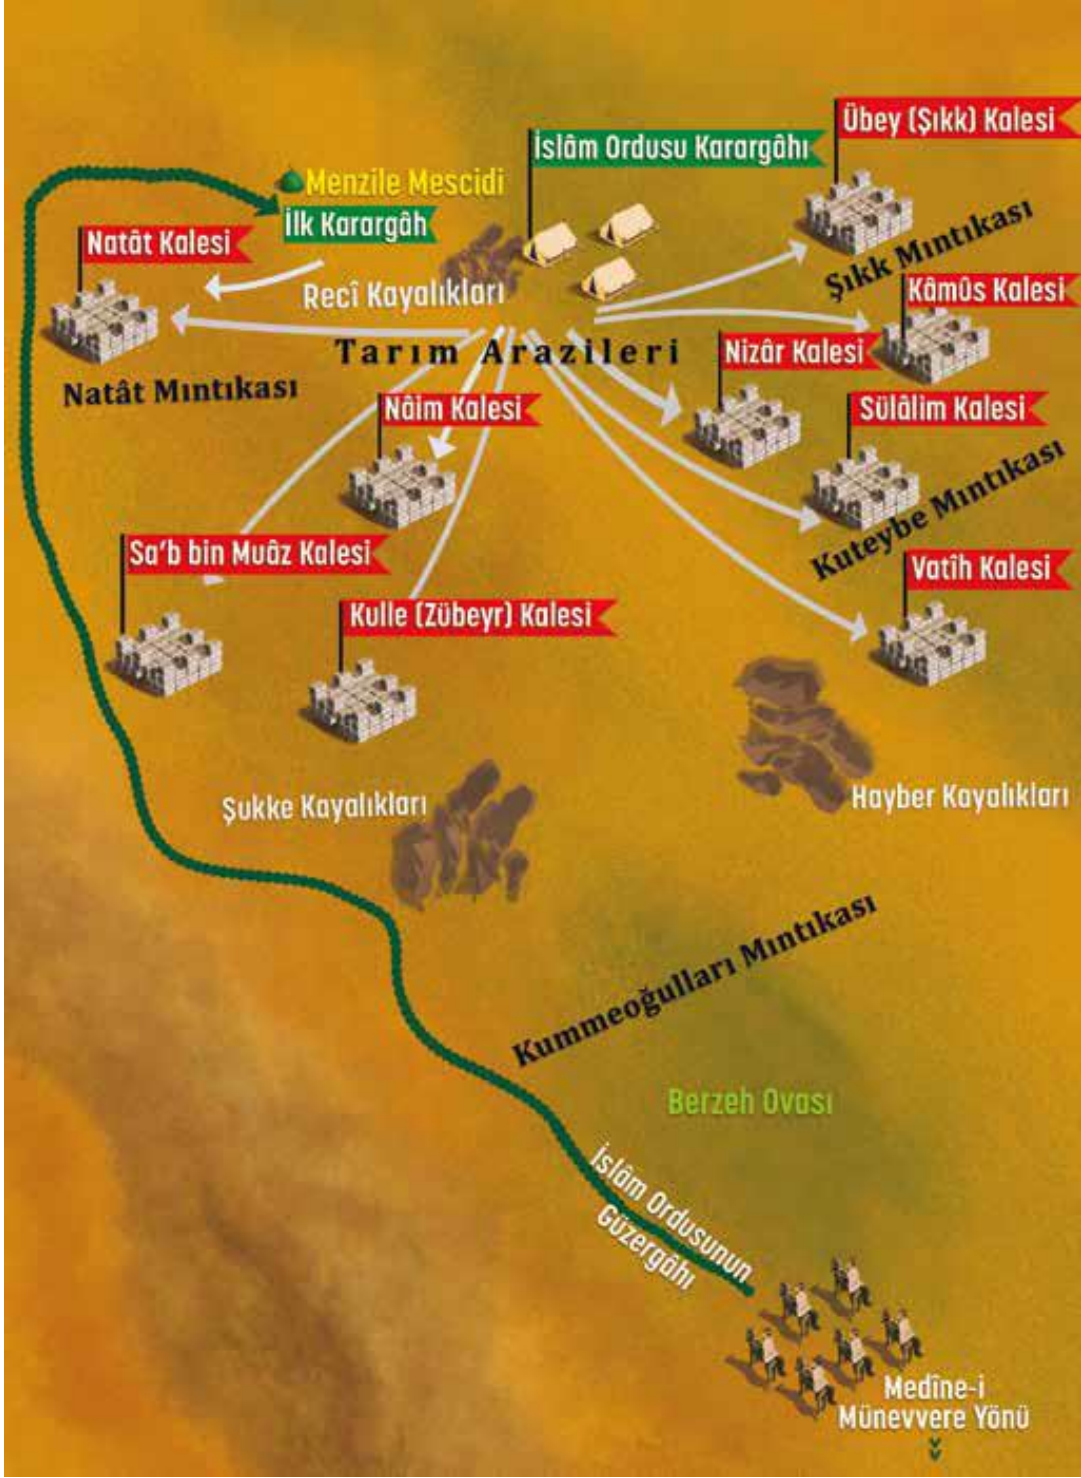 Übey (Şıkk) Kalesi
İslâm Ordusu Karargâhı
Menzile Mescidi
İlk Karargâh
Natât Kalesi
Şıkk Mıntıkası
Recî Kayalıkları
Kâmûs Kalesi
Tarım Arazileri
Nizâr Kalesi
Natât Mıntıkası
Nâim Kalesi
Sülâlim Kalesi
Kuteybe Mıntıkası
Sa'b bin Muâz Kalesi
Vatîh Kalesi
Kulle (Zübeyr) Kalesi
Şukke Kayalıkları
Hayber Kayalıkları
Kummeoğulları Mıntıkası
Berzeh Ovası
İslâm Ordusunun
Güzergâhı
Medîne-i
Münevvere Yönü